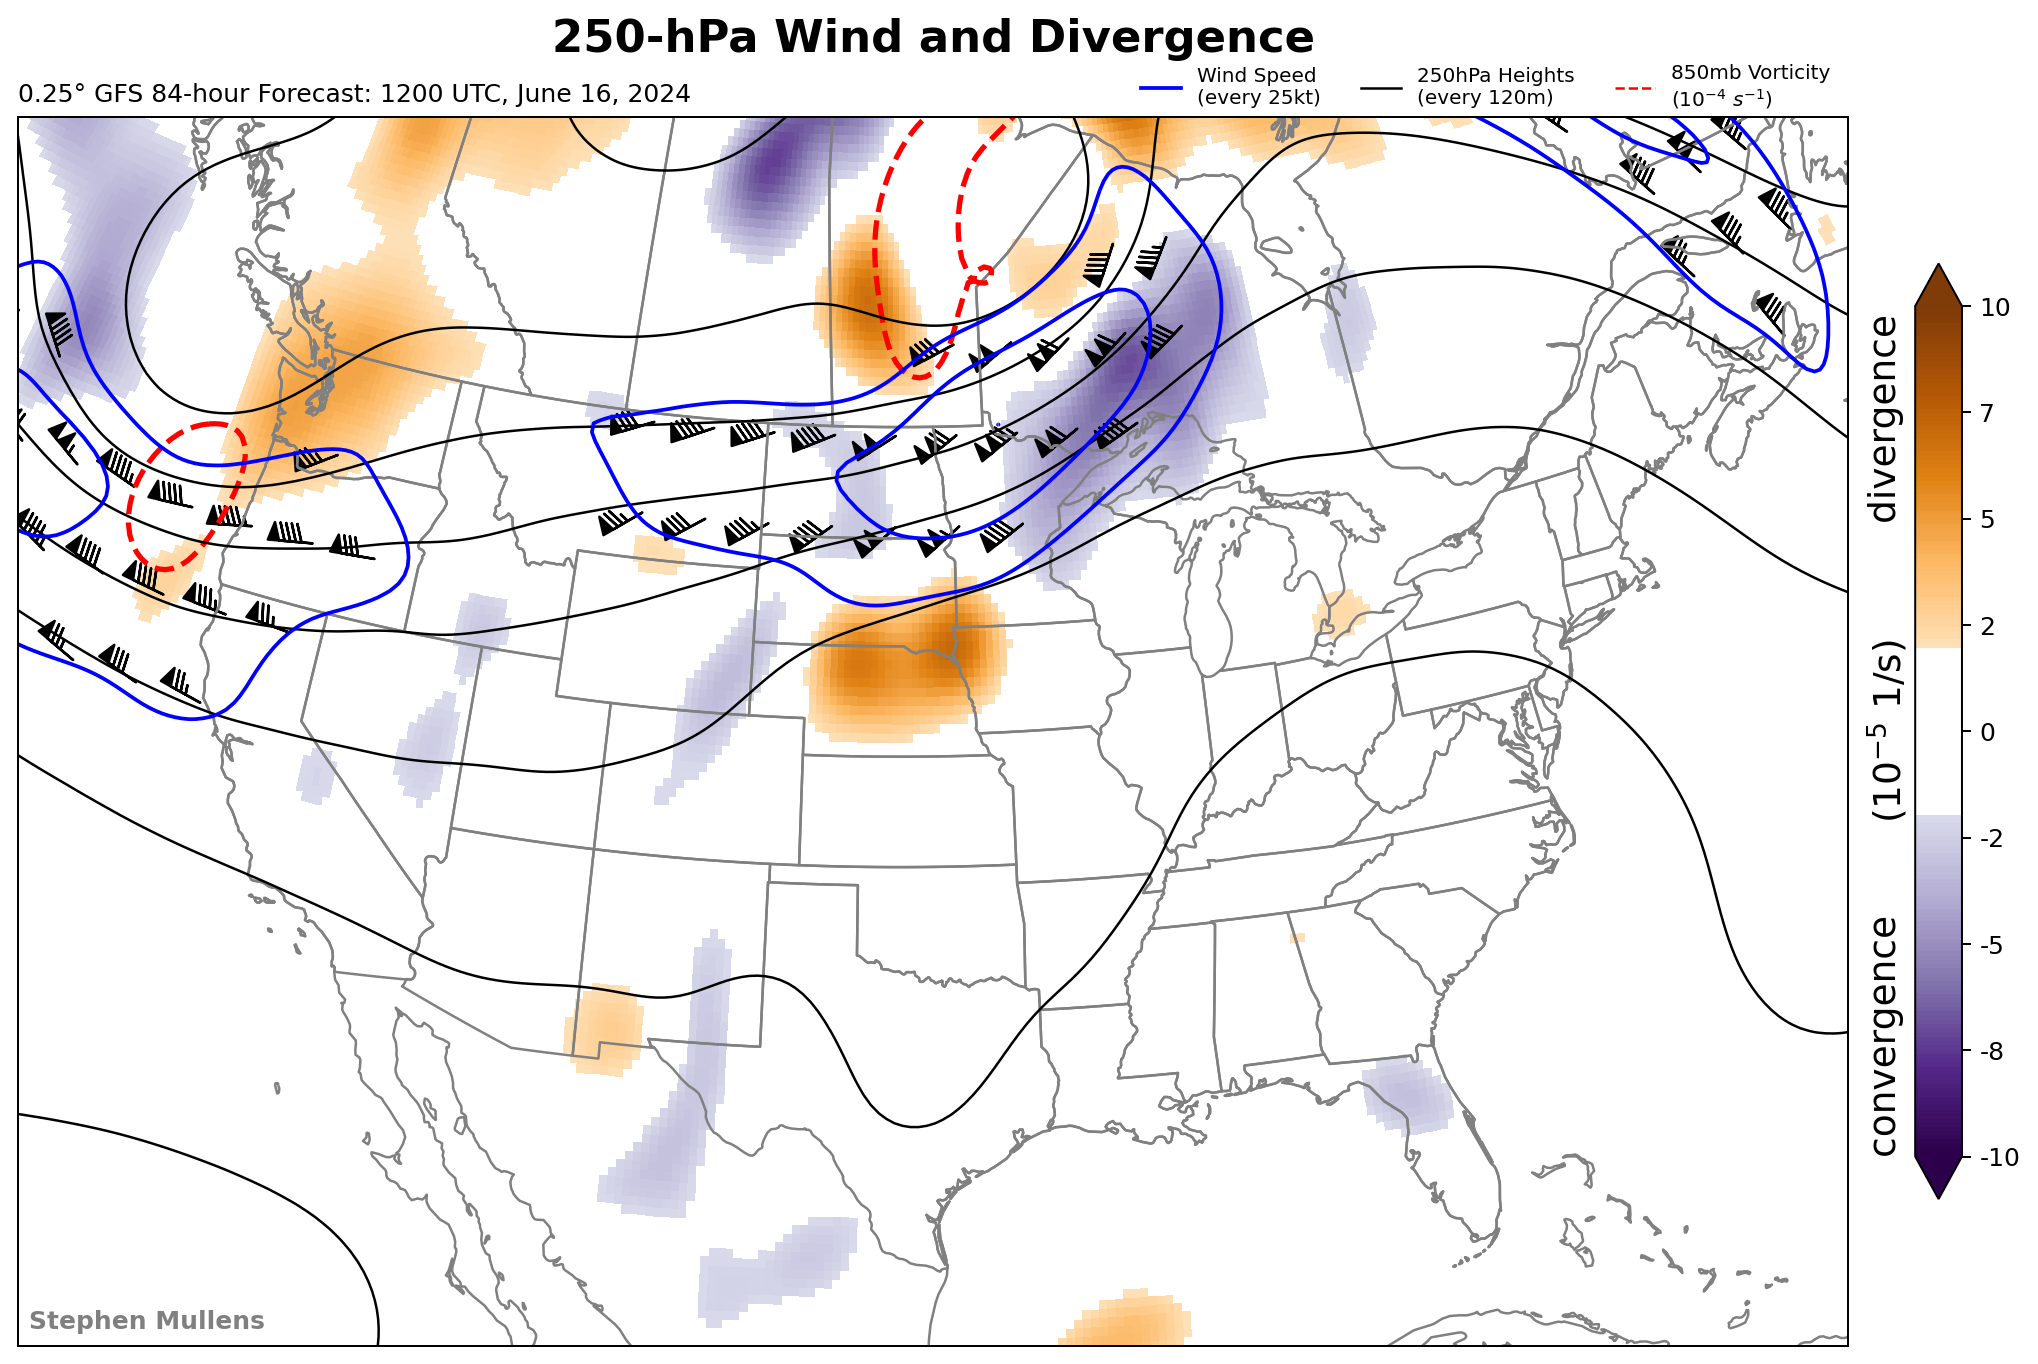 250-hPa Wind and Divergence
0.25° GFS 84-hour Forecast: 1200 UTC, June 16, 2024
Wind Speed
(every 25kt)
250hPa Heights
(every 120m)
850mb Vorticity
(10⁻⁴ s⁻¹)
10
7
5
2
0
-2
-5
-8
-10
convergence (10⁻⁵ 1/s) divergence
Stephen Mullens